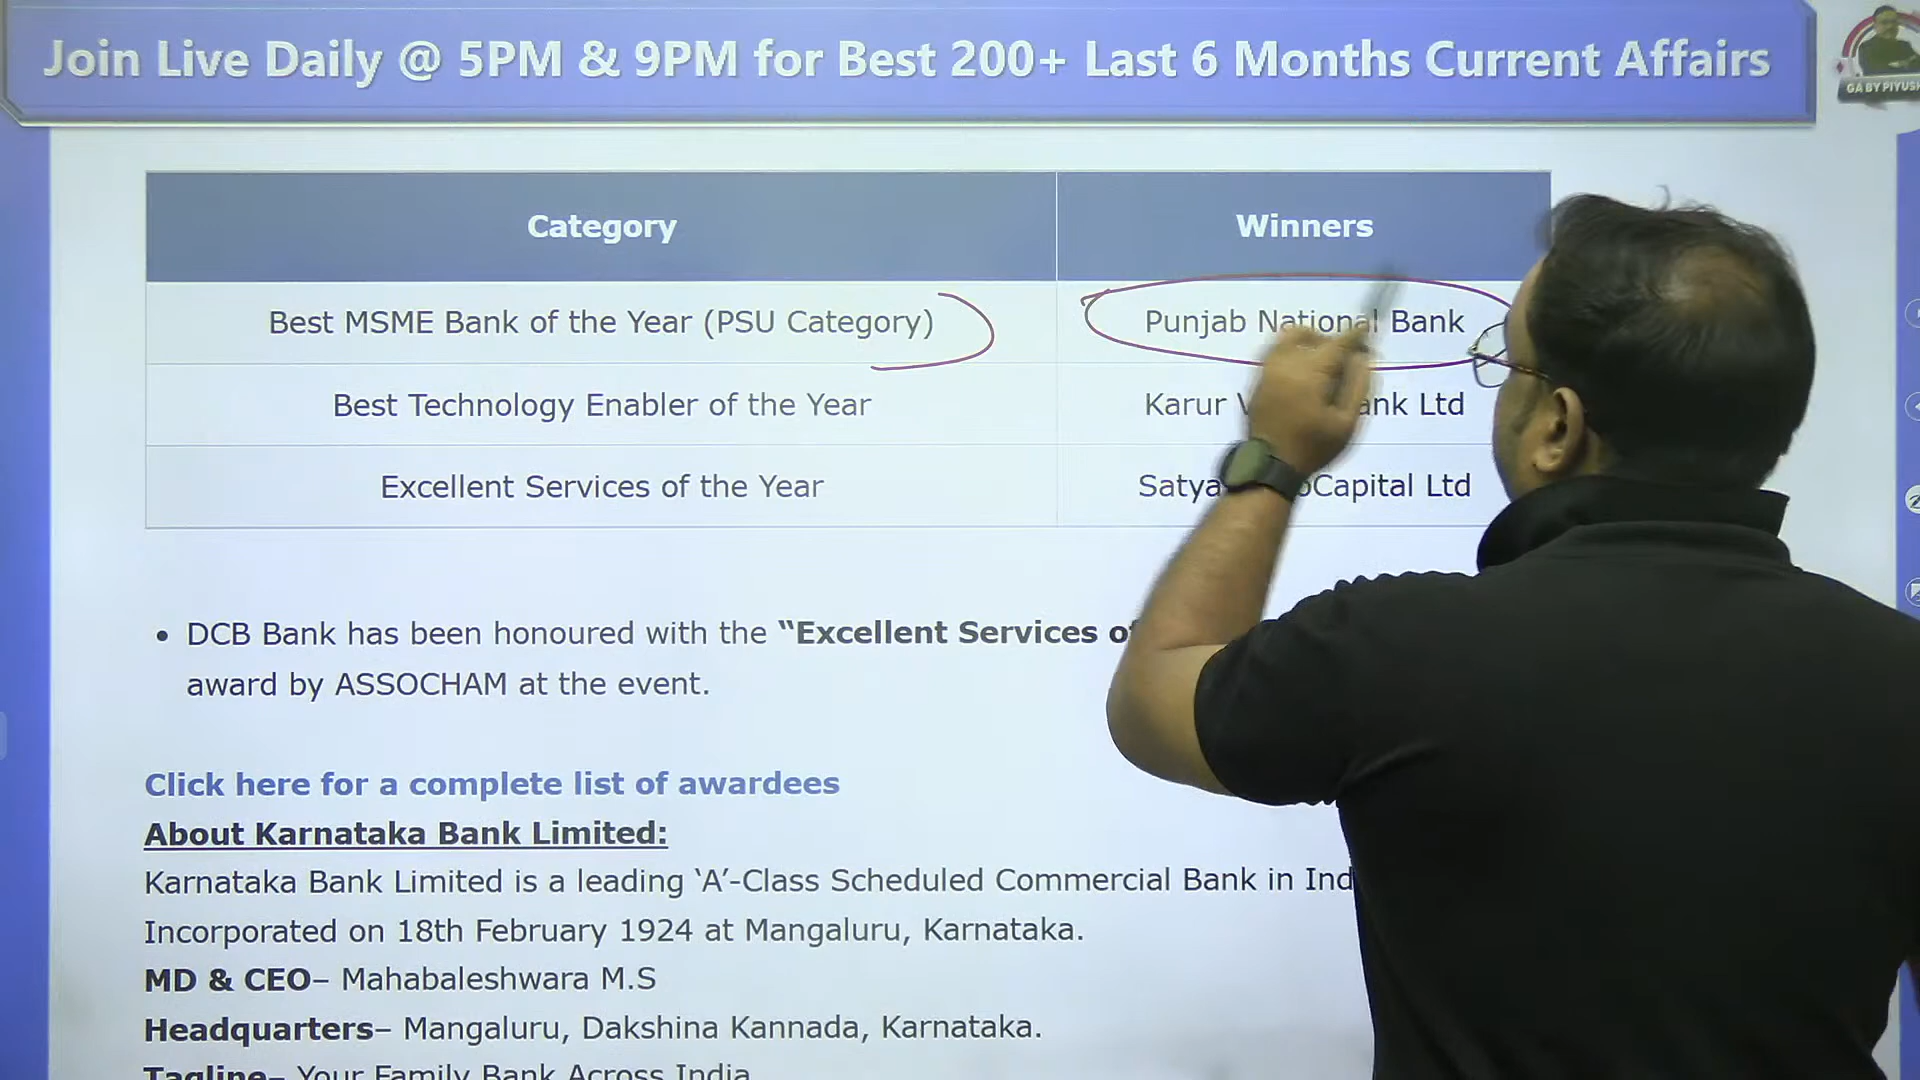 Join Live Daily @ 5PM & 9PM for Best 200+ Last 6 Months Current Affairs
GA BY PIYUSH
Category Winners
Best MSME Bank of the Year (PSU Category) Punjab National Bank
Best Technology Enabler of the Year Karur Bank Ltd
Excellent Services of the Year Satya Capital Ltd
• DCB Bank has been honoured with the “Excellent Services of
award by ASSOCHAM at the event.
Click here for a complete list of awardees
About Karnataka Bank Limited:
Karnataka Bank Limited is a leading ‘A’-Class Scheduled Commercial Bank in Ind
Incorporated on 18th February 1924 at Mangaluru, Karnataka.
MD & CEO– Mahabaleshwara M.S
Headquarters– Mangaluru, Dakshina Kannada, Karnataka.
Tagline– Your Family Bank Across India